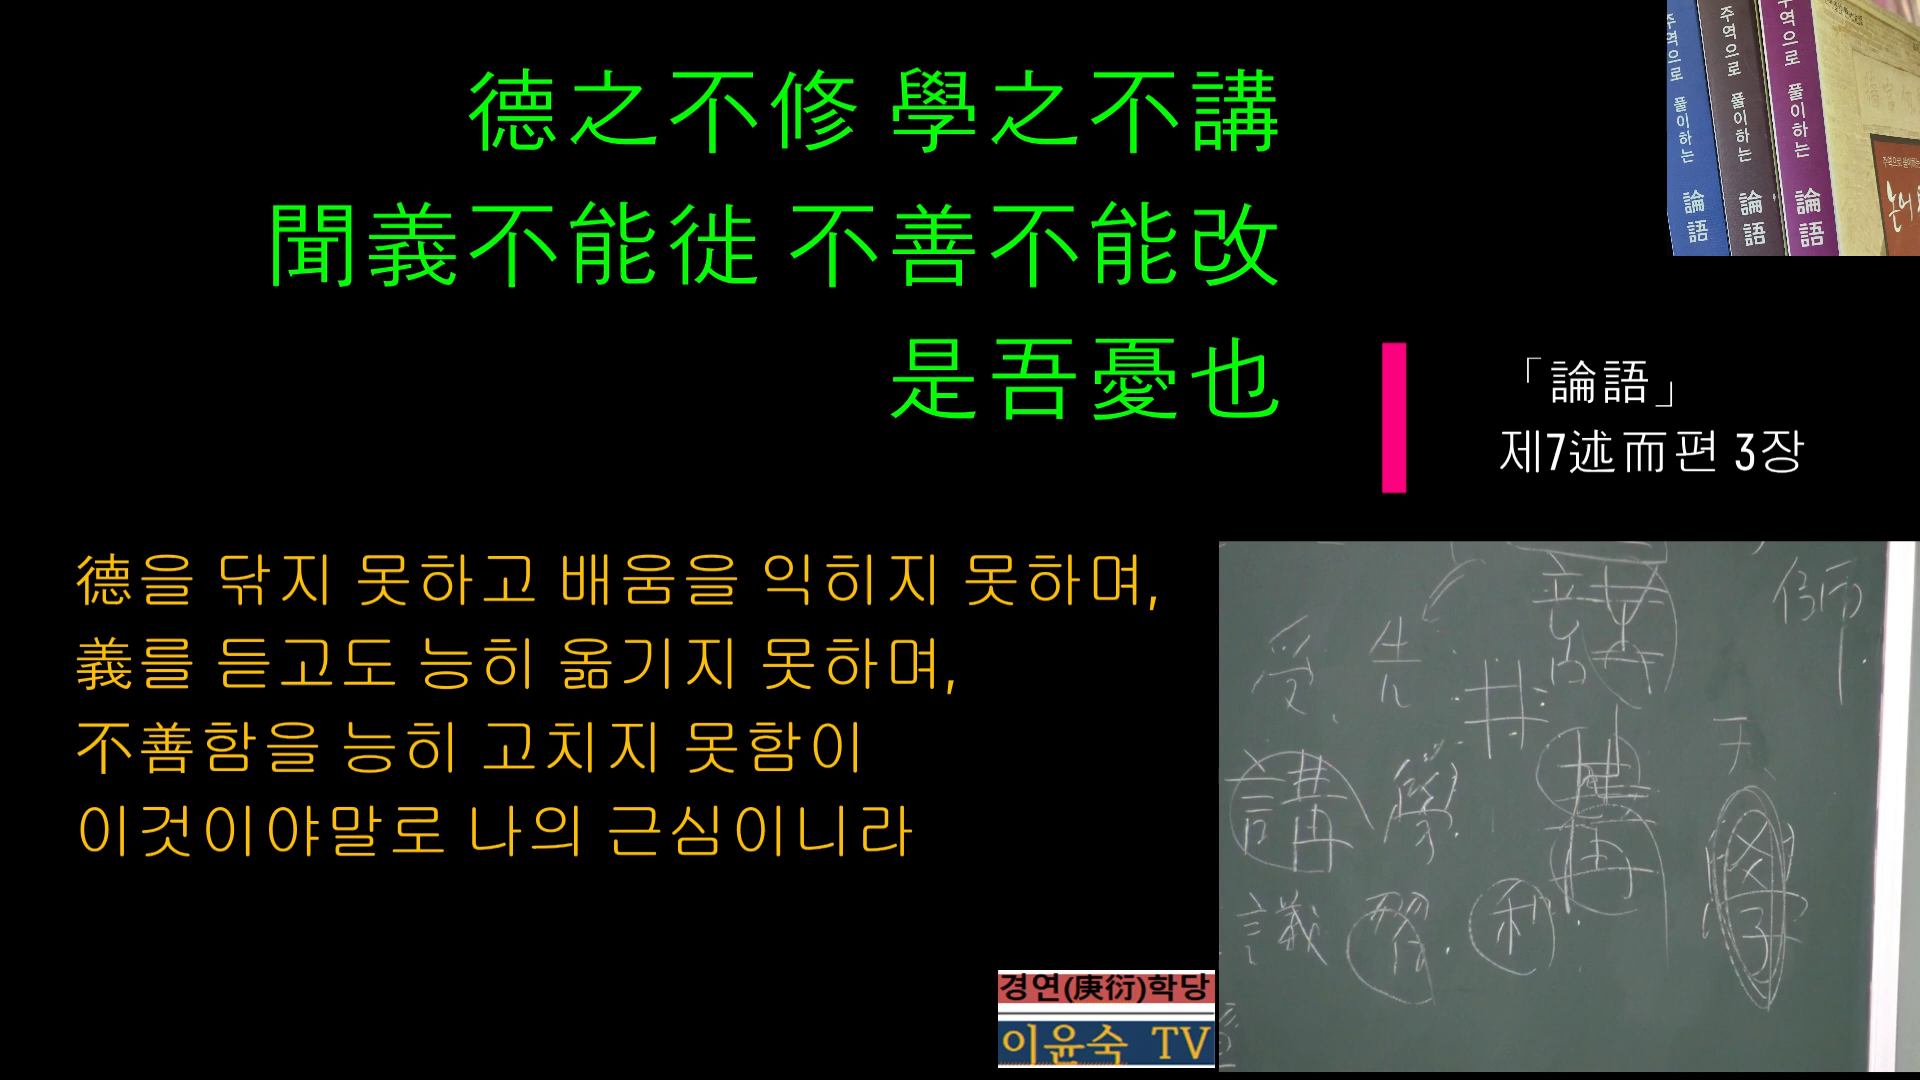 德之不修 學之不講
聞義不能徙 不善不能改
是吾憂也
「論語」
제7述而편 3장
德을 닦지 못하고 배움을 익히지 못하며,
義를 듣고도 능히 옮기지 못하며,
不善함을 능히 고치지 못함이
이것이야말로 나의 근심이니라
주역으로 풀이하는 論語
주역으로 풀이하는 論語
주역으로 풀이하는 論語
受 先 井
講 學
議 習 和
경연(庚衍)학당
이윤숙 TV